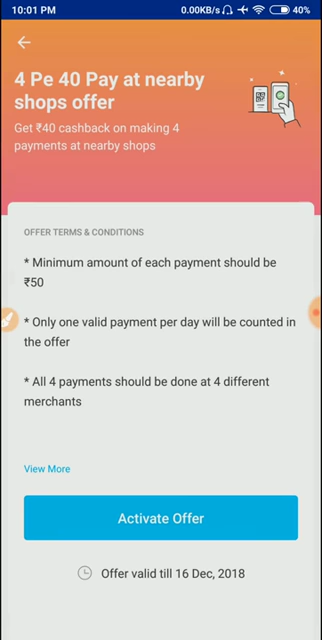 10:01 PM 0.00KB/s 40%
4 Pe 40 Pay at nearby
shops offer
Get ₹40 cashback on making 4
payments at nearby shops
OFFER TERMS & CONDITIONS
* Minimum amount of each payment should be
₹50
* Only one valid payment per day will be counted in
the offer
* All 4 payments should be done at 4 different
merchants
View More
Activate Offer
Offer valid till 16 Dec, 2018